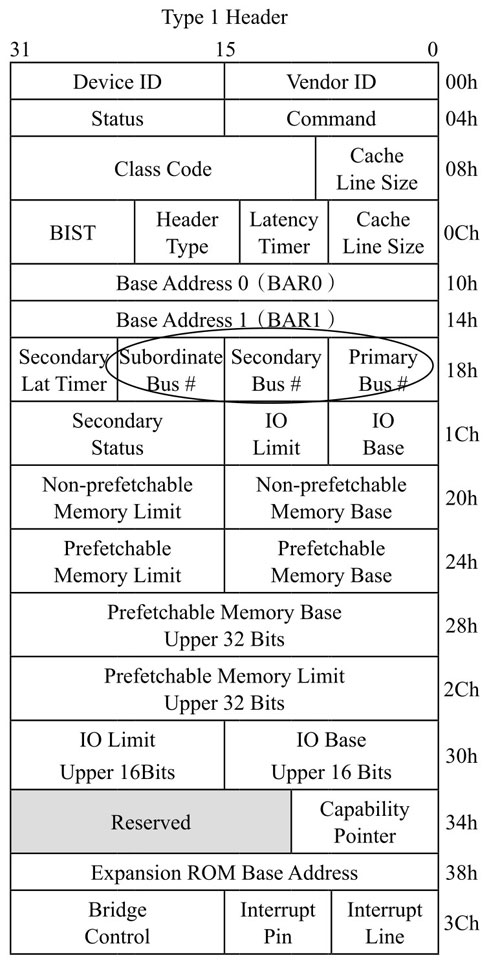 Type 1 Header
31 15 0
Device ID Vendor ID 00h
Status Command 04h
Class Code Cache Line Size 08h
BIST Header Type Latency Timer Cache Line Size 0Ch
Base Address 0 (BAR0) 10h
Base Address 1 (BAR1) 14h
Secondary Lat Timer Subordinate Bus # Secondary Bus # Primary Bus # 18h
Secondary Status IO Limit IO Base 1Ch
Non-prefetchable Memory Limit Non-prefetchable Memory Base 20h
Prefetchable Memory Limit Prefetchable Memory Base 24h
Prefetchable Memory Base
Upper 32 Bits 28h
Prefetchable Memory Limit
Upper 32 Bits 2Ch
IO Limit Upper 16Bits IO Base Upper 16 Bits 30h
Reserved Capability Pointer 34h
Expansion ROM Base Address 38h
Bridge Control Interrupt Pin Interrupt Line 3Ch